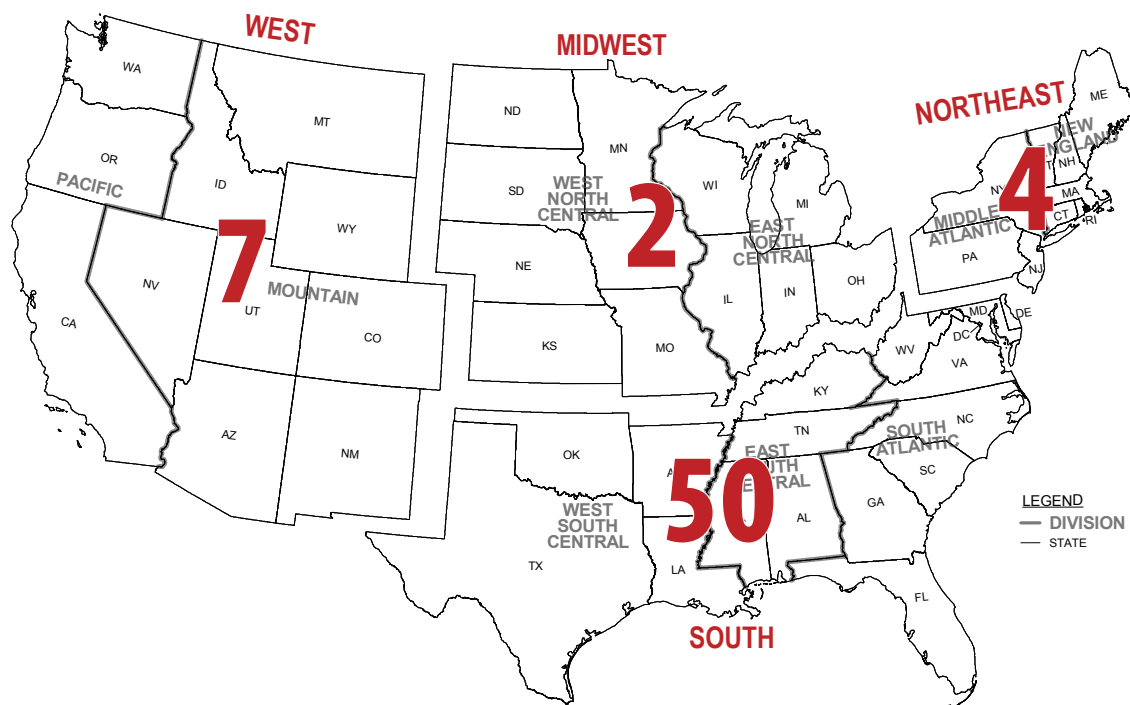 WEST
MIDWEST
NORTHEAST
WA
MT
ND
MN
ME
OR
ID
SD
WI
MI
NY
NH
NEW
ENGLAND
PACIFIC
WEST
NORTH
CENTRAL
MA
CT
RI
4
2
7
WY
EAST
NORTH
CENTRAL
MIDDLE
ATLANTIC
PA
NJ
NV
NE
IL
IN
OH
MOUNTAIN
UT
CO
CA
KS
MO
MD
DE
DC
WV
VA
KY
AZ
NM
OK
TN
NC
SOUTH
ATLANTIC
SC
EAST
SOUTH
CENTRAL
50
AL
GA
WEST
SOUTH
CENTRAL
TX
LA
FL
SOUTH
LEGEND
DIVISION
STATE